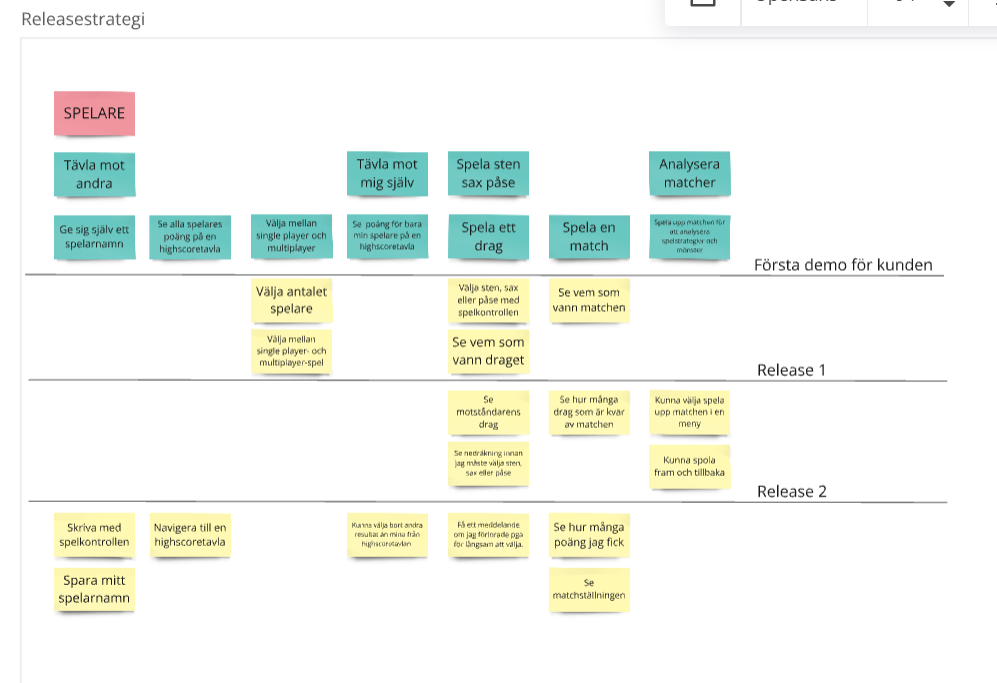 Releasestrategi
SPELARE
Tävla mot
andra
Tävla mot
mig själv
Spela sten
sax påse
Analysera
matcher
Ge sig själv ett
spelarnamn
Se alla spelares
poäng på en
highscoretavla
Välja mellan
single player och
multiplayer
Se poäng för bara
min spelare på en
highscoretavla
Spela ett
drag
Spela en
match
Spela upp matchen för
att analysera
spelstrategier och
mönster
Första demo för kunden
Välja antalet
spelare
Välja sten, sax
eller påse med
spelkontrollen
Se vem som
vann matchen
Välja mellan
single player- och
multiplayer-spel
Se vem som
vann draget
Release 1
Se
motståndarens
drag
Se hur många
drag som är kvar
av matchen
Kunna välja spela
upp matchen i en
meny
Se nedräkning innan
jag måste välja sten,
sax eller påse
Kunna spola
fram och tillbaka
Release 2
Skriva med
spelkontrollen
Navigera till en
highscoretavla
Kunna välja bort andra
resultat än mina från
highscoretavlan
Få ett meddelande
om jag förlorade pga
för långsam att välja.
Se hur många
poäng jag fick
Spara mitt
spelarnamn
Se
matchställningen